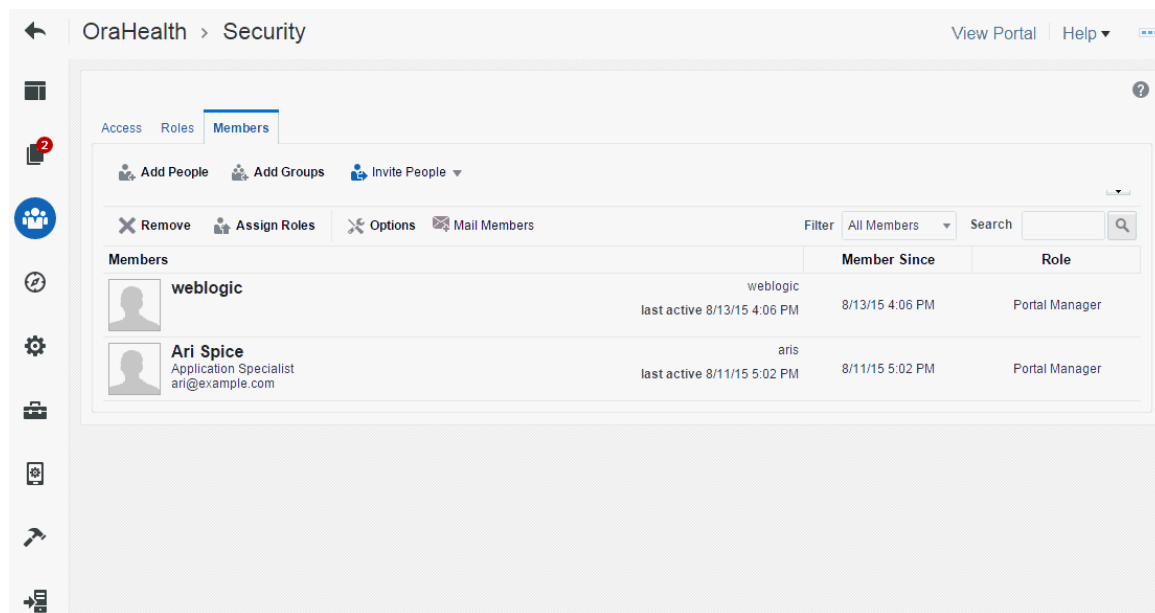 OraHealth > Security View Portal Help
Access Roles Members
2
Add People Add Groups Invite People
Remove Assign Roles Options Mail Members Filter All Members Search
Members Member Since Role
weblogic weblogic
last active 8/13/15 4:06 PM 8/13/15 4:06 PM Portal Manager
Ari Spice aris
Application Specialist
ari@example.com last active 8/11/15 5:02 PM 8/11/15 5:02 PM Portal Manager